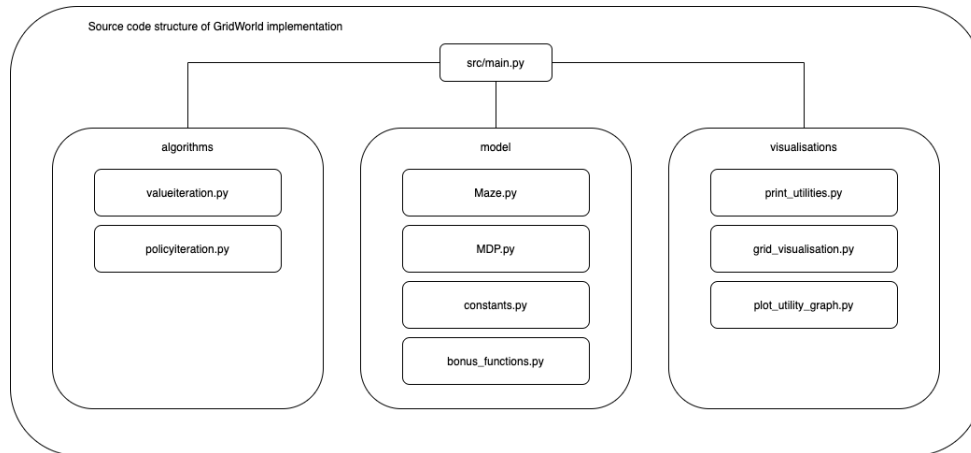 Source code structure of GridWorld implementation
src/main.py
algorithms
valueiteration.py
policyiteration.py
model
Maze.py
MDP.py
constants.py
bonus_functions.py
visualisations
print_utilities.py
grid_visualisation.py
plot_utility_graph.py